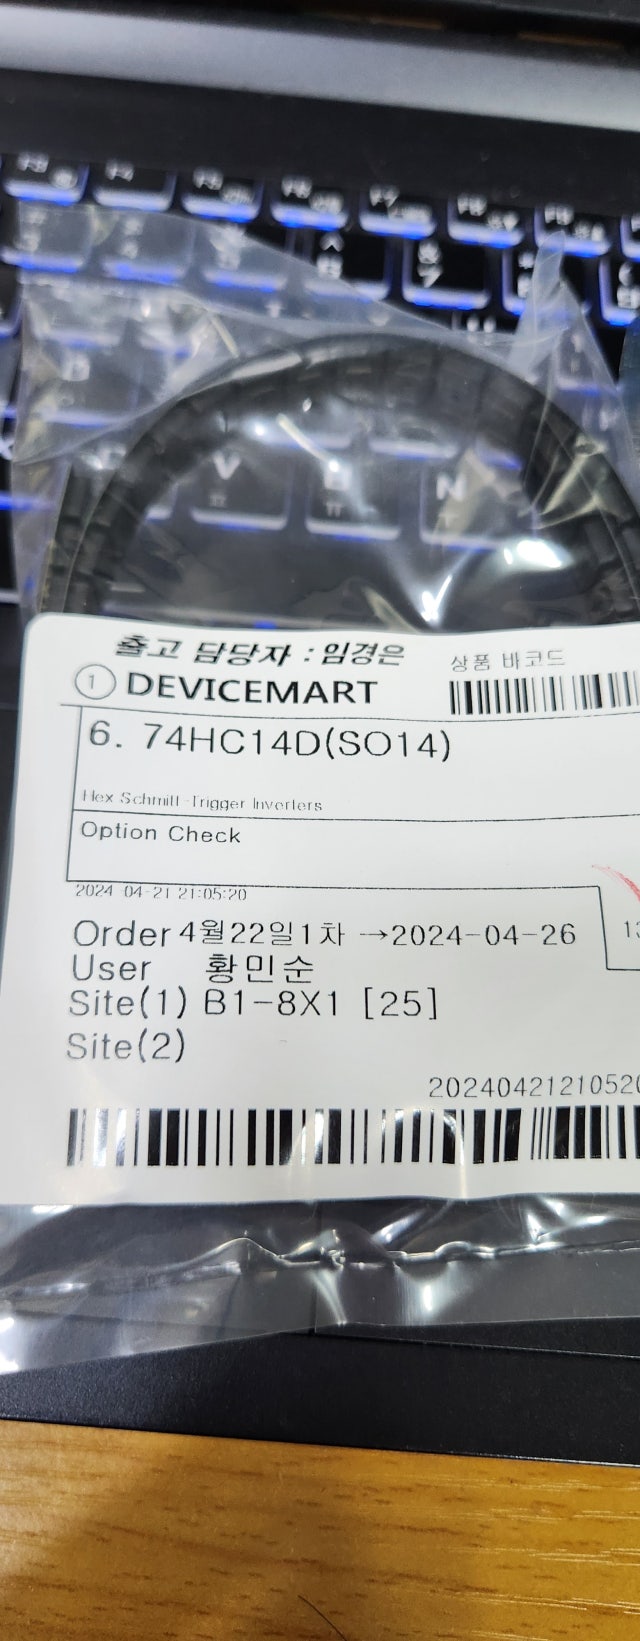 F7
V
N
출고 담당자 : 임경은
상품 바코드
1 DEVICEMART
6. 74HC14D(SO14)
Hex Schmitt-Trigger Inverters
Option Check
2024-04-21 21:05:20
Order 4월22일1차 →2024-04-26
User 황민순
Site(1) B1-8X1 [25]
Site(2)